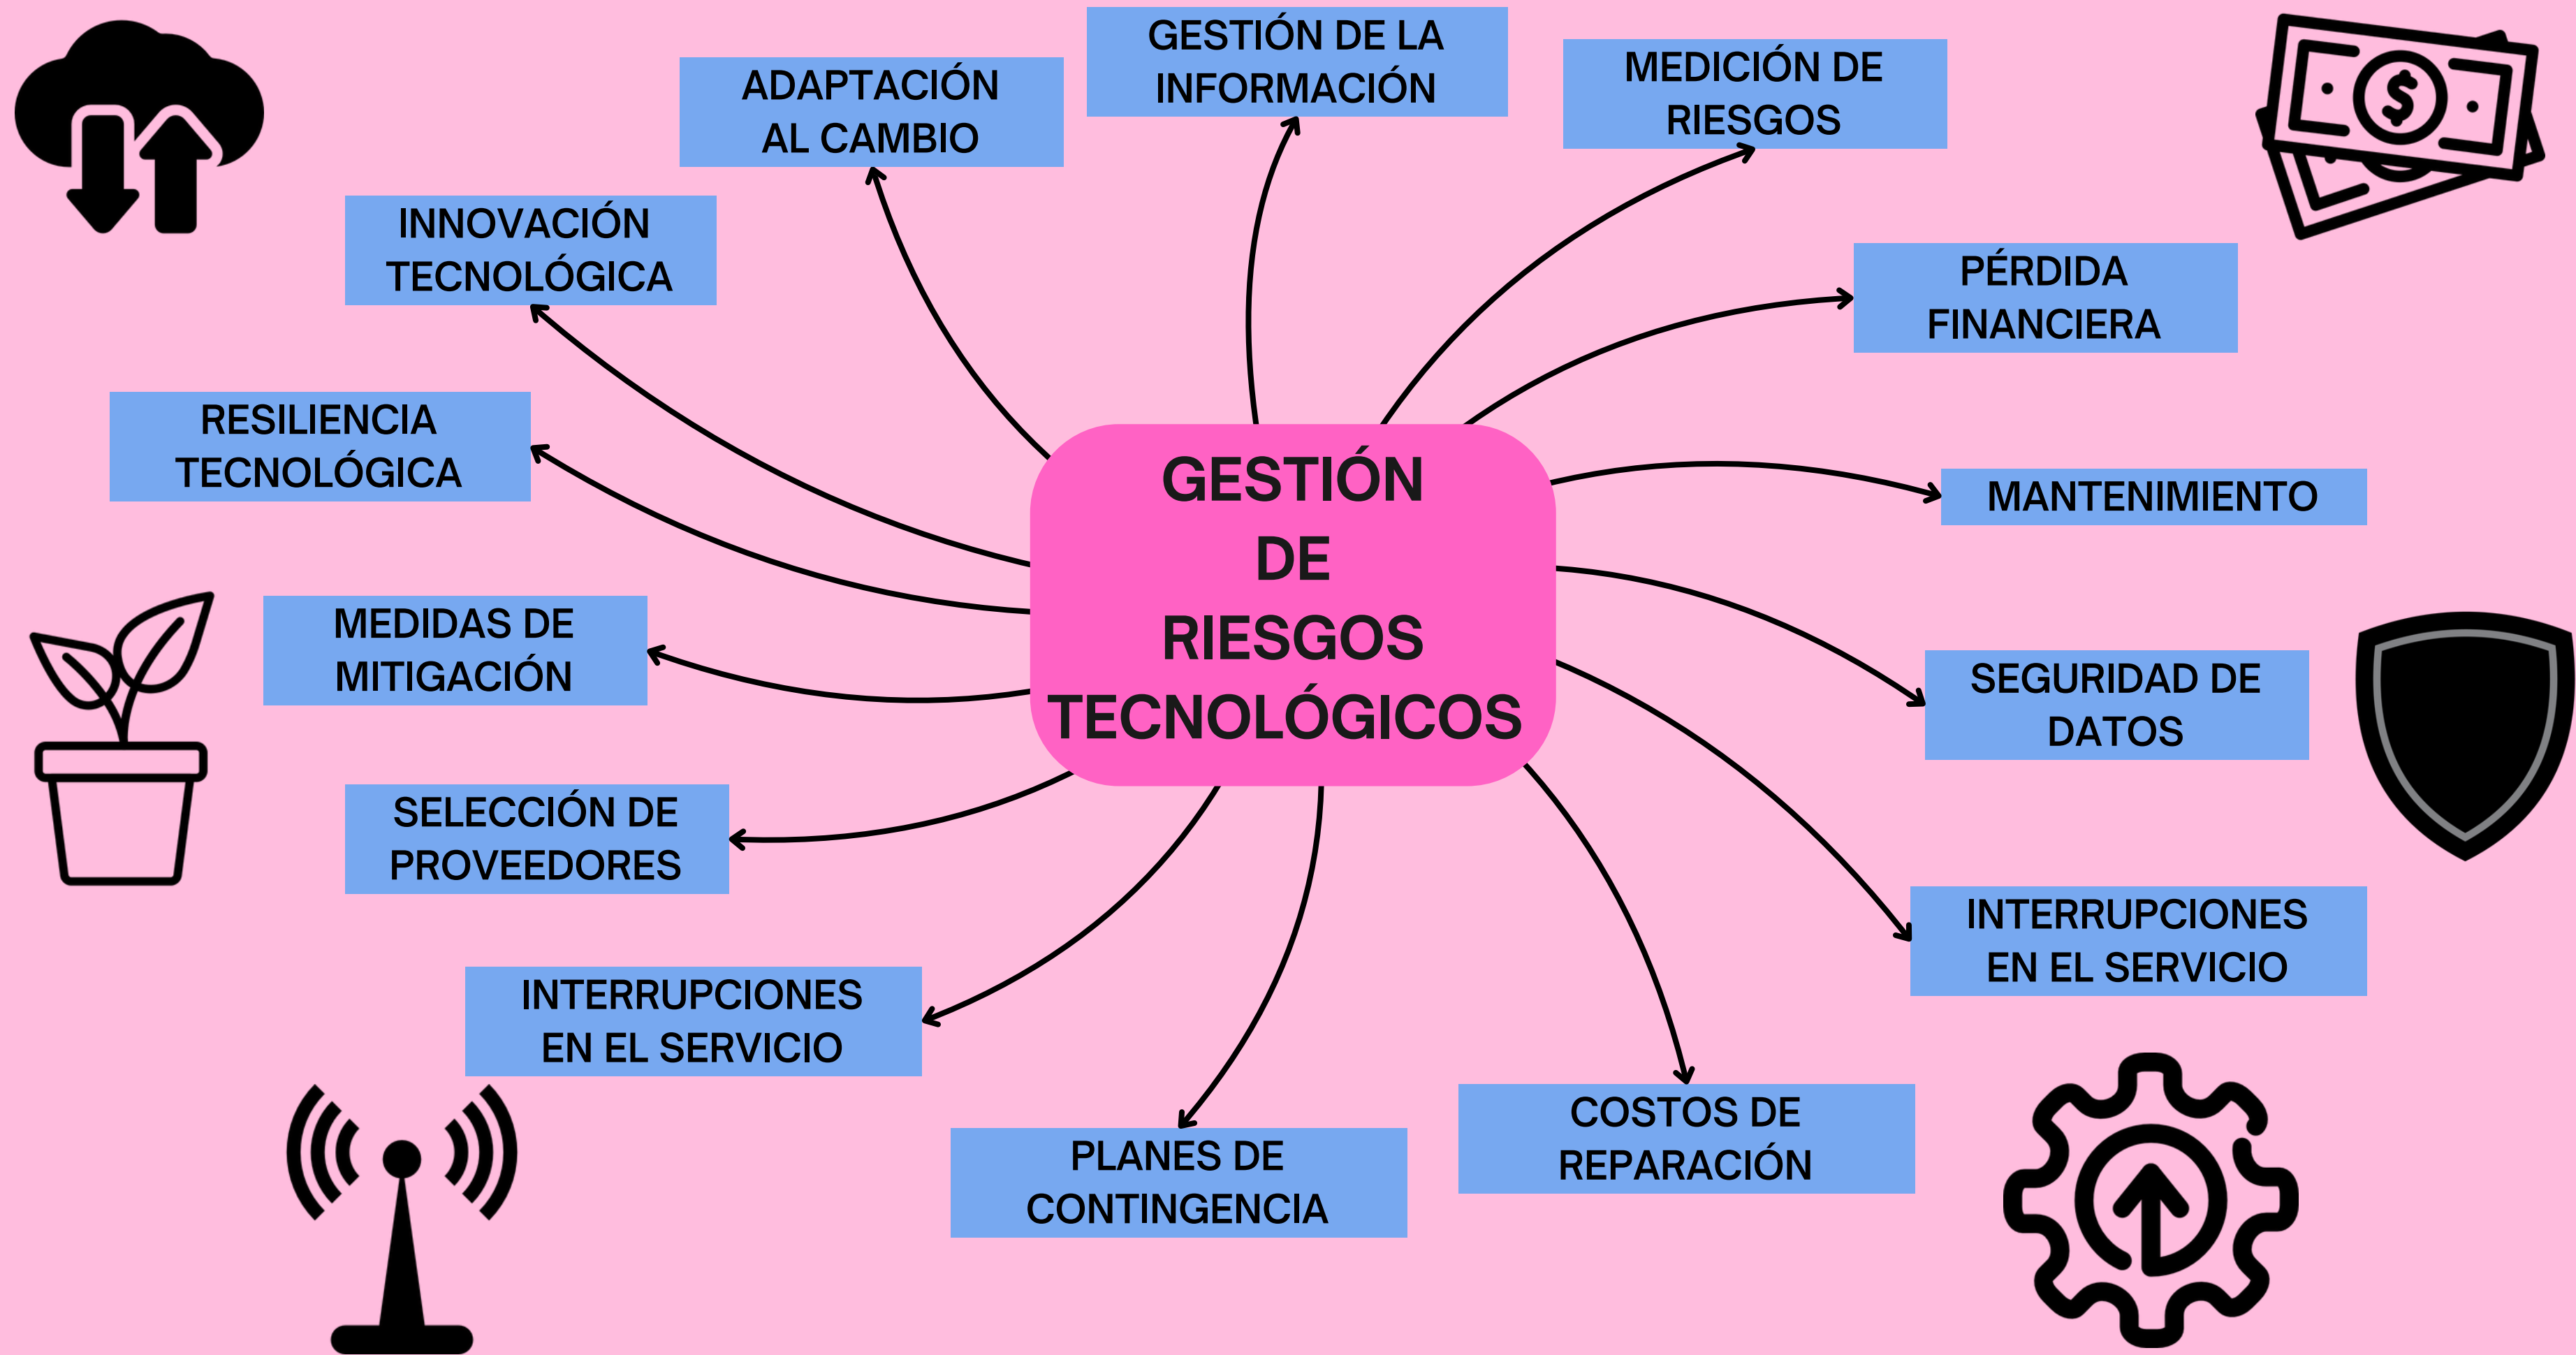 GESTIÓN DE LA
INFORMACIÓN
MEDICIÓN DE
RIESGOS
ADAPTACIÓN
AL CAMBIO
INNOVACIÓN
TECNOLÓGICA
PÉRDIDA
FINANCIERA
RESILIENCIA
TECNOLÓGICA
GESTIÓN
DE
RIESGOS
TECNOLÓGICOS
MANTENIMIENTO
MEDIDAS DE
MITIGACIÓN
SEGURIDAD DE
DATOS
SELECCIÓN DE
PROVEEDORES
INTERRUPCIONES
EN EL SERVICIO
INTERRUPCIONES
EN EL SERVICIO
COSTOS DE
REPARACIÓN
PLANES DE
CONTINGENCIA
$